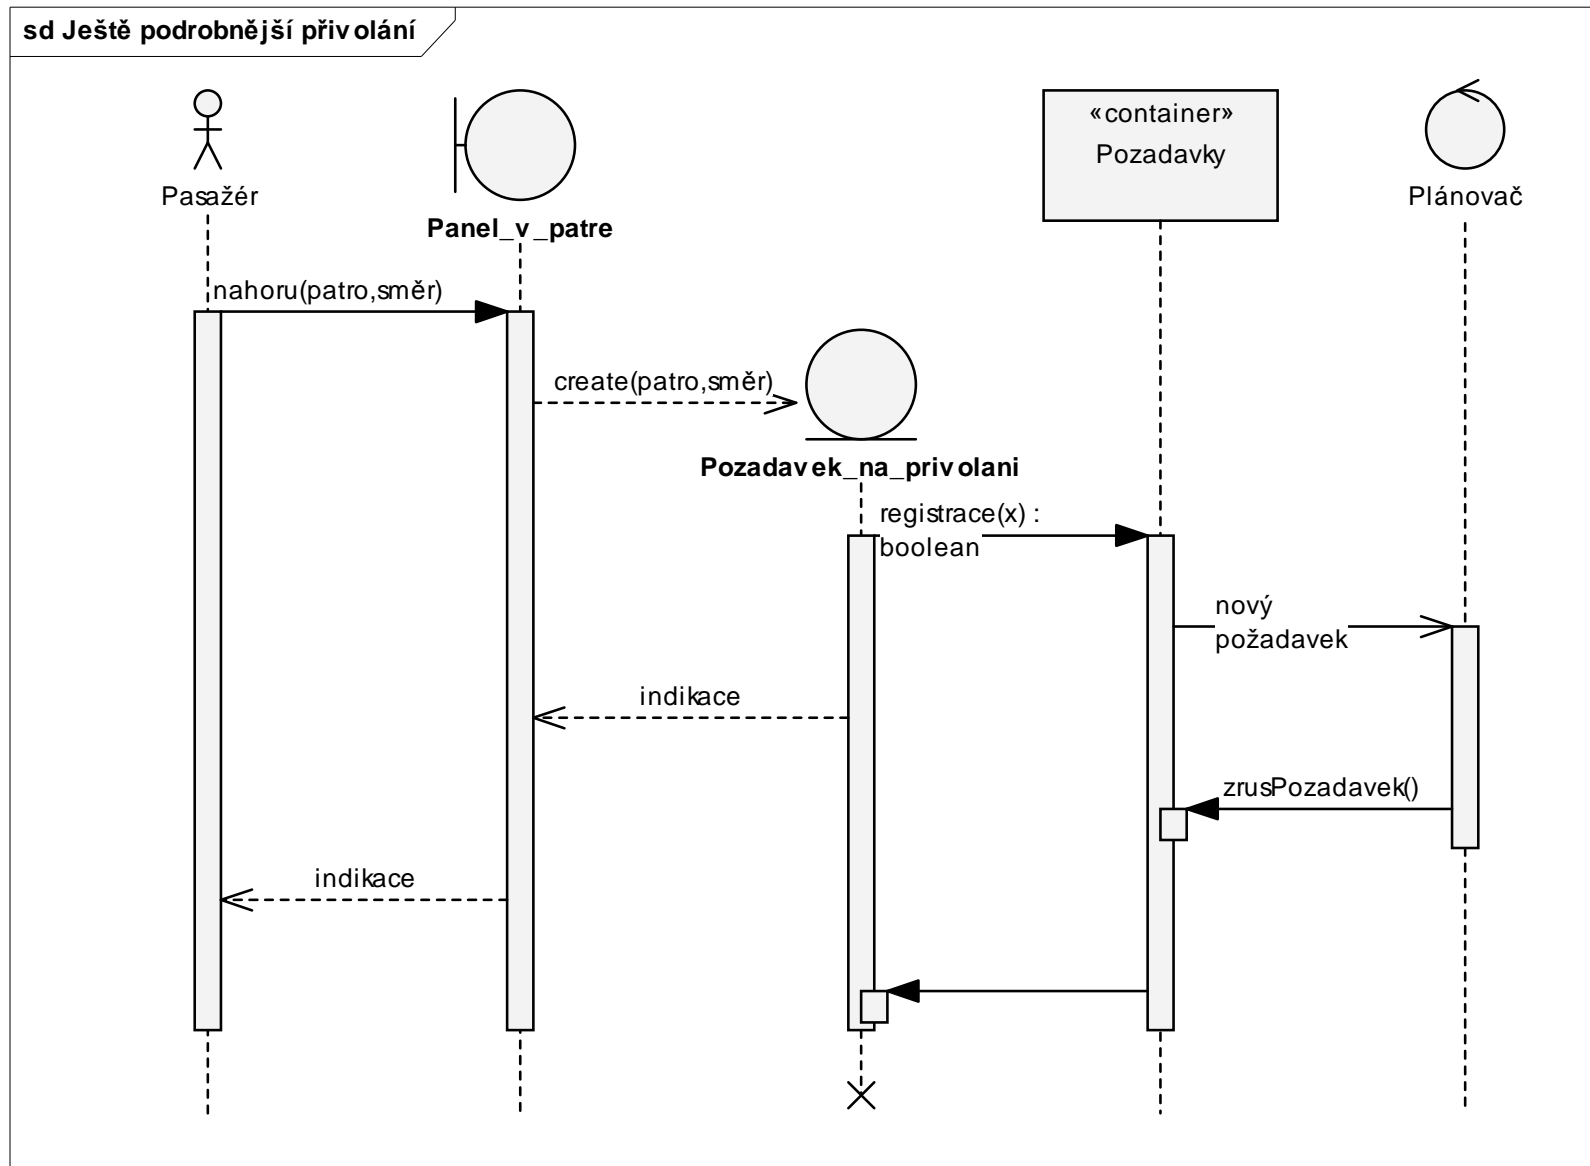 sd Ještě podrobnější přivolání
«container»
Pozadavky
Pasažér
Plánovač
Panel_v_patre
nahoru(patro,směr)
create(patro,směr)
Pozadavek_na_privolani
registrace(x) :
boolean
nový
požadavek
indikace
zrusPozadavek()
indikace